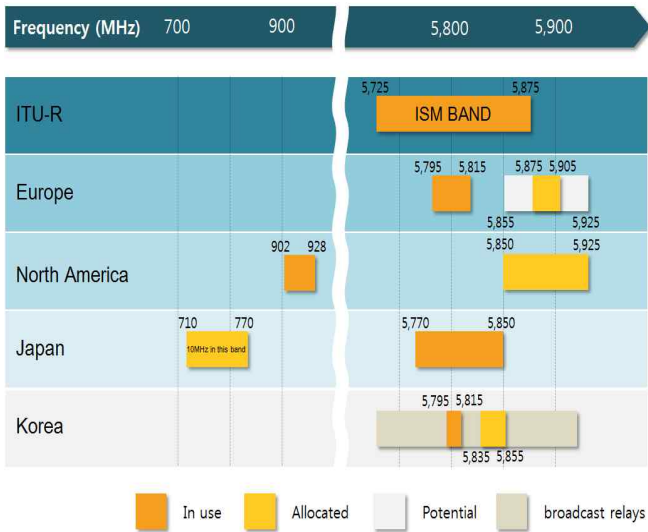 Frequency (MHz) 700 900 5,800 5,900
5,725 5,875
ITU-R ISM BAND
5,795 5,815 5,875 5,905
Europe
5,855 5,925
902 928 5,850 5,925
North America
710 770 5,770 5,850
Japan 10MHz in this band
5,795 5,815
Korea
5,835 5,855
In use Allocated Potential broadcast relays